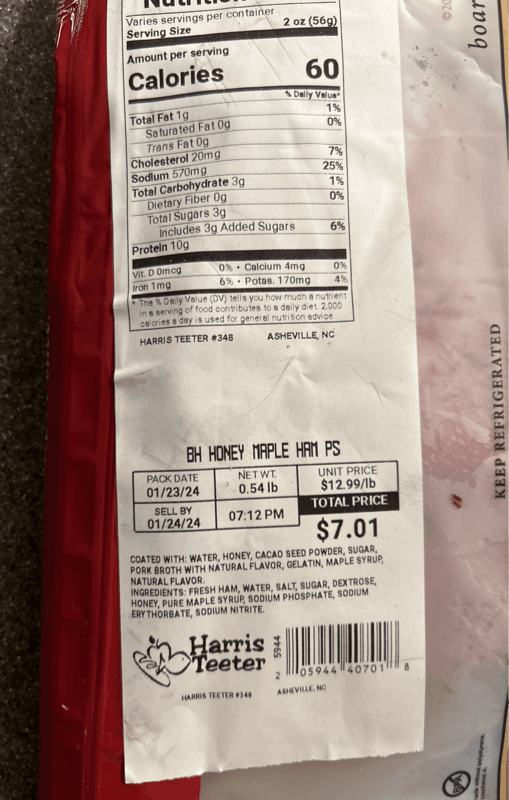 Nutrition
Varies servings per container
Serving Size 2 oz (56g)
Amount per serving
Calories 60
% Daily Value*
Total Fat 1g 1%
Saturated Fat 0g 0%
Trans Fat 0g
Cholesterol 20mg 7%
Sodium 570mg 25%
Total Carbohydrate 3g 1%
Dietary Fiber 0g 0%
Total Sugars 3g
Includes 3g Added Sugars 6%
Protein 10g
Vit. D 0mcg 0% • Calcium 4mg 0%
Iron 1mg 6% • Potas. 170mg 4%
* The % Daily Value (DV) tells you how much a nutrient
in a serving of food contributes to a daily diet. 2,000
calories a day is used for general nutrition advice
HARRIS TEETER #348 ASHEVILLE, NC
BH HONEY MAPLE HAM PS
PACK DATE NET WT. UNIT PRICE
01/23/24 0.54 lb $12.99/lb
SELL BY 07:12 PM TOTAL PRICE
01/24/24 $7.01
COATED WITH: WATER, HONEY, CACAO SEED POWDER, SUGAR,
PORK BROTH WITH NATURAL FLAVOR, GELATIN, MAPLE SYRUP,
NATURAL FLAVOR.
INGREDIENTS: FRESH HAM, WATER, SALT, SUGAR, DEXTROSE,
HONEY, PURE MAPLE SYRUP, SODIUM PHOSPHATE, SODIUM
ERYTHORBATE, SODIUM NITRITE.
Harris
Teeter
5944
2 05944 40701 8
HARRIS TEETER #348 ASHEVILLE, NC
boar
KEEP REFRIGERATED
BPA